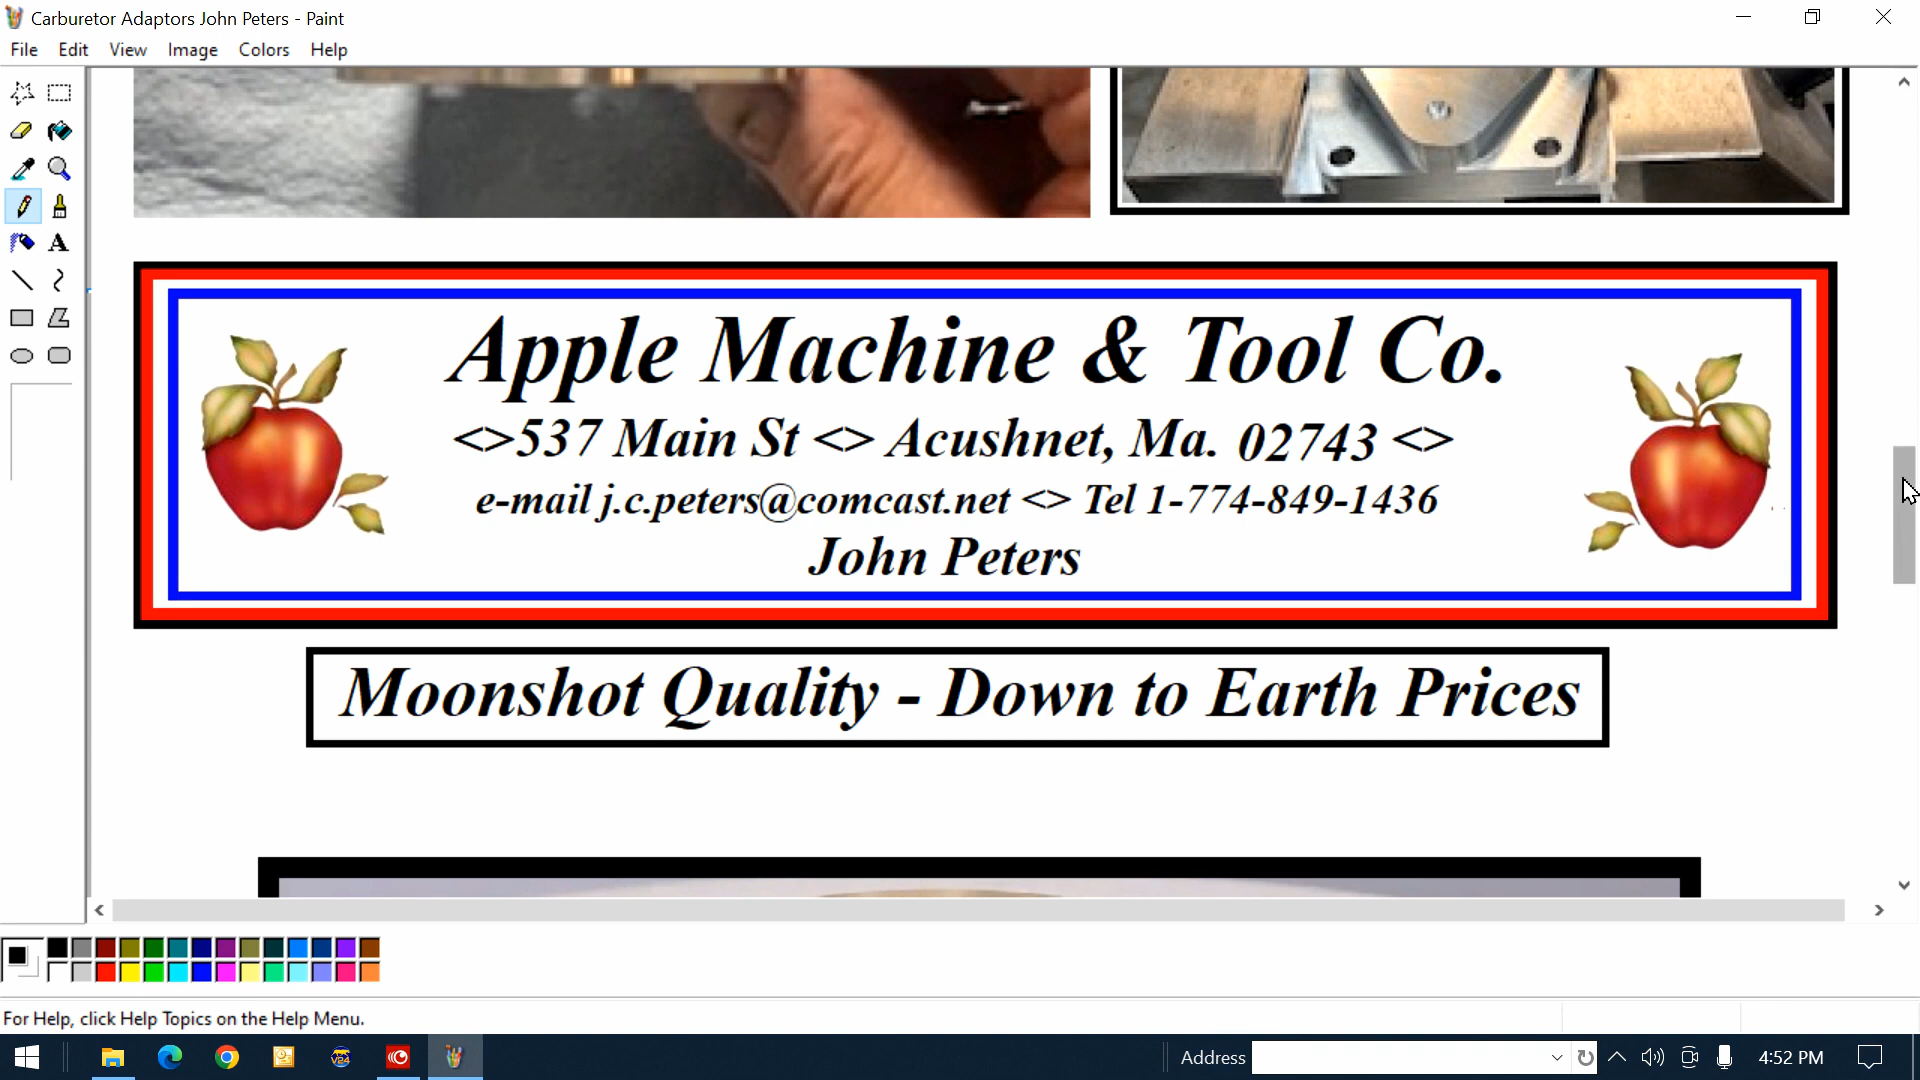 Carburetor Adaptors John Peters - Paint
File Edit View Image Colors Help
Apple Machine & Tool Co.
<>537 Main St <> Acushnet, Ma. 02743 <>
e-mail j.c.peters@comcast.net <> Tel 1-774-849-1436
John Peters
Moonshot Quality - Down to Earth Prices
For Help, click Help Topics on the Help Menu.
V24
Address
4:52 PM